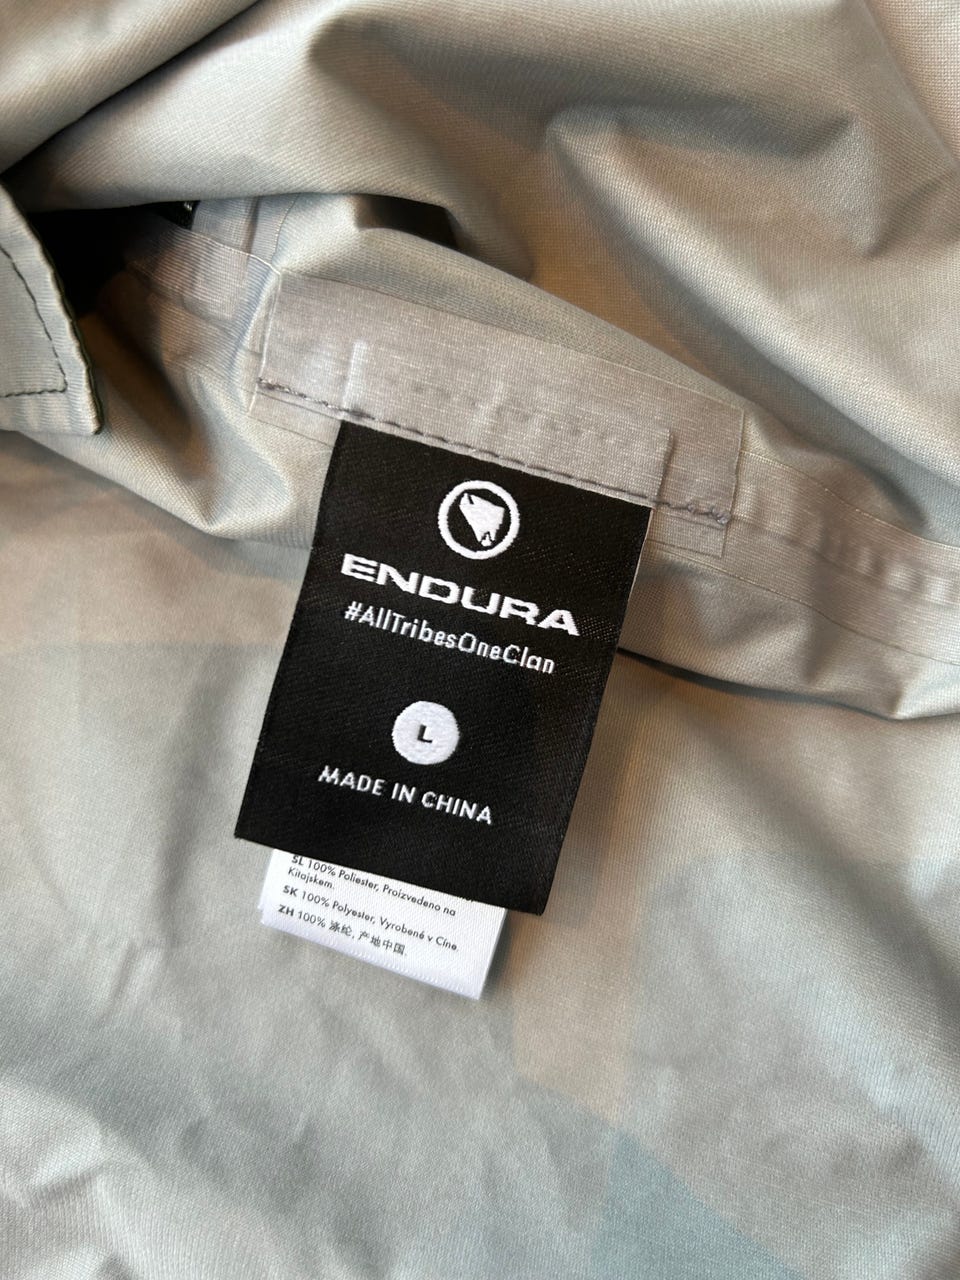 ENDURA
#AllTribesOneClan
L
MADE IN CHINA
SL 100% Poliester, Proizvedeno na
Kitajskem.
SK 100% Polyester, Vyrobené v Číne.
ZH 100% 涤纶, 产地中国.